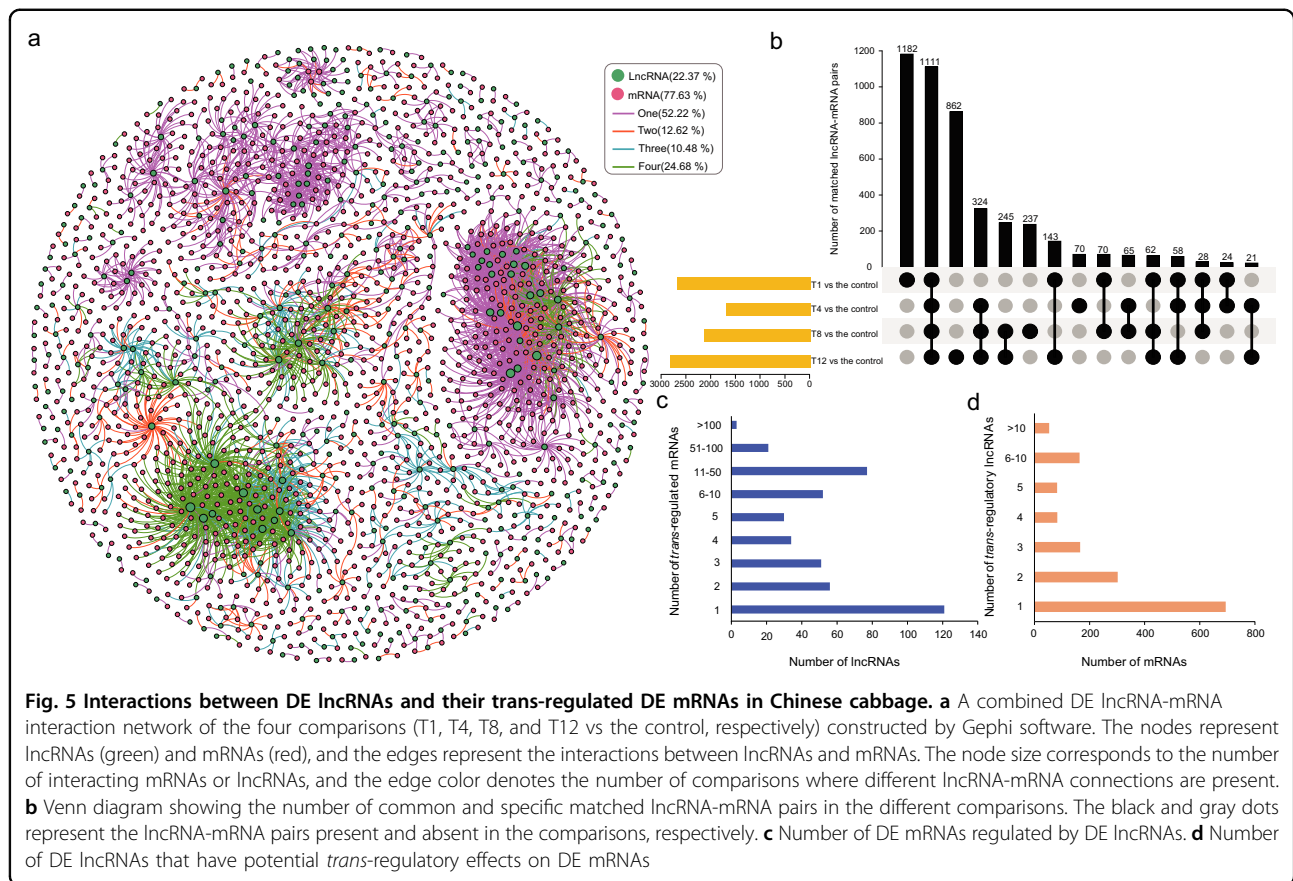 a
LncRNA(22.37 %)
mRNA(77.63 %)
One(52.22 %)
Two(12.62 %)
Three(10.48 %)
Four(24.68 %)
b
Number of matched lncRNA-mRNA pairs
1200
1000
800
600
400
200
0
1182
1111
862
324
245
237
143
70
70
65
62
58
28
24
21
T1 vs the control
T4 vs the control
T8 vs the control
T12 vs the control
3000 2500 2000 1500 1000 500 0
c
Number of trans-regulated mRNAs
>100
51-100
11-50
6-10
5
4
3
2
1
0 20 40 60 80 100 120 140
Number of lncRNAs
d
Number of trans-regulatory lncRNAs
>10
6-10
5
4
3
2
1
0 200 400 600 800
Number of mRNAs
Fig. 5 Interactions between DE lncRNAs and their trans-regulated DE mRNAs in Chinese cabbage. a A combined DE lncRNA-mRNA
interaction network of the four comparisons (T1, T4, T8, and T12 vs the control, respectively) constructed by Gephi software. The nodes represent
lncRNAs (green) and mRNAs (red), and the edges represent the interactions between lncRNAs and mRNAs. The node size corresponds to the number
of interacting mRNAs or lncRNAs, and the edge color denotes the number of comparisons where different lncRNA-mRNA connections are present.
b Venn diagram showing the number of common and specific matched lncRNA-mRNA pairs in the different comparisons. The black and gray dots
represent the lncRNA-mRNA pairs present and absent in the comparisons, respectively. c Number of DE mRNAs regulated by DE lncRNAs. d Number
of DE lncRNAs that have potential trans-regulatory effects on DE mRNAs